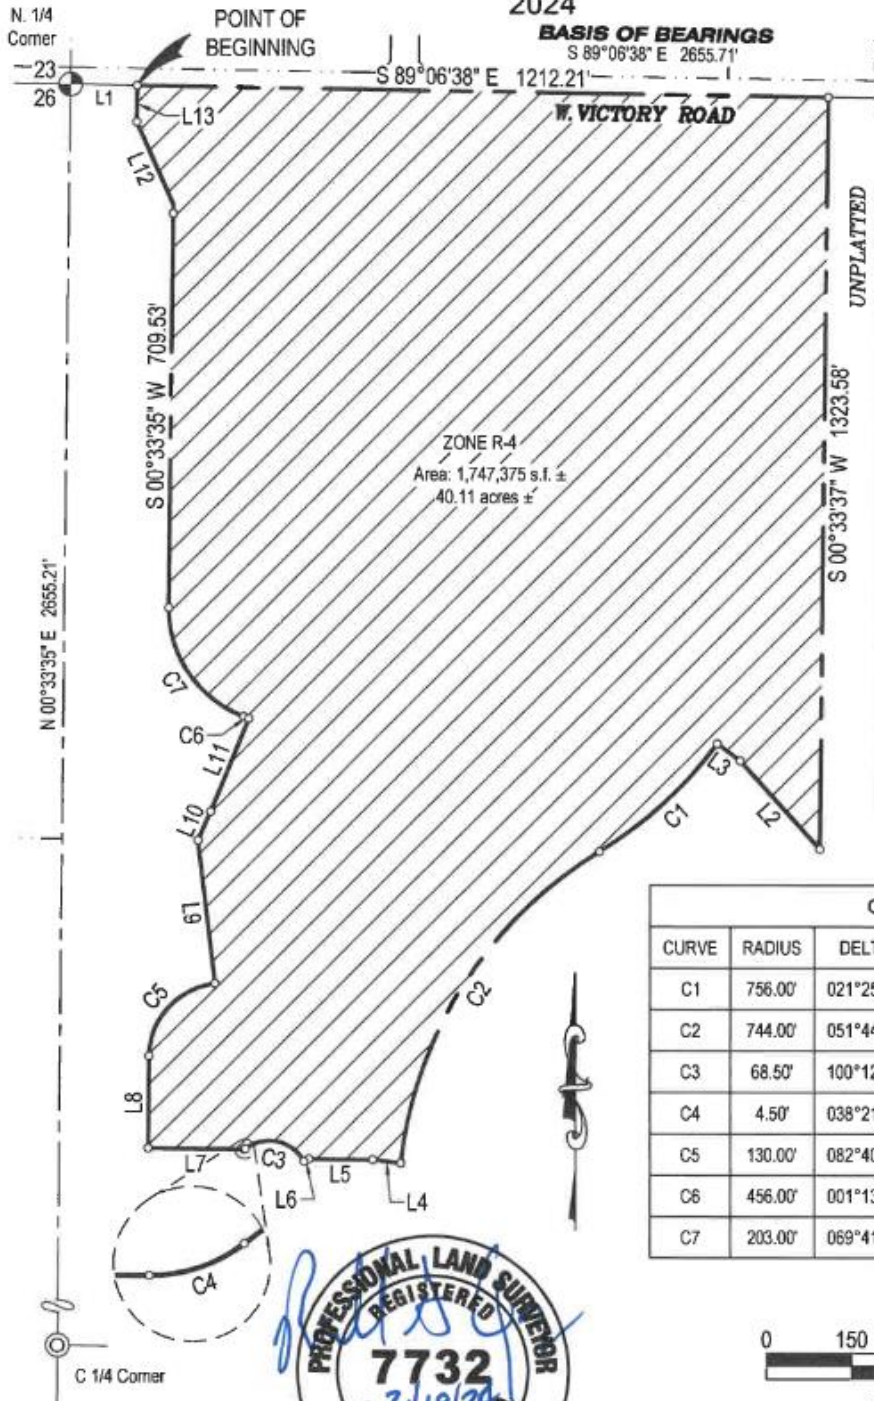 2024
N. 1/4
Corner
POINT OF
BEGINNING
BASIS OF BEARINGS
S 89°06'38" E 2655.71'
23
26
L1
S 89°06'38" E 1212.21'
W. VICTORY ROAD
L13
L12
UNPLATTED
S 00°33'35" W 709.53'
S 00°33'37" W 1323.58'
ZONE R-4
Area: 1,747,375 s.f. ±
40.11 acres ±
N 00°33'35" E 2655.21'
C7
C6
L11
L10
L9
L3
L2
C1
C2
C5
L8
L7
C3
L6
L5
L4
C4
CURVE RADIUS
C1 756.00'
C2 744.00'
C3 68.50' 100°12
C4 4.50'
C5 130.00'
C6 456.00' 001°13
C7 203.00'
PROFESSIONAL LAND SURVEYOR
REGISTERED
7732
0 150
C 1/4 Corner